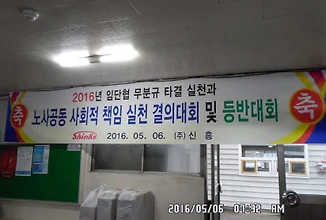 2016년 임단협 무분규 타결 실천과
축 노사공동 사회적 책임 실천 결의대회 및 등반대회 축
Shinhe 2016. 05. 06. (주)신 흥
2016/05/06 01:32 AM